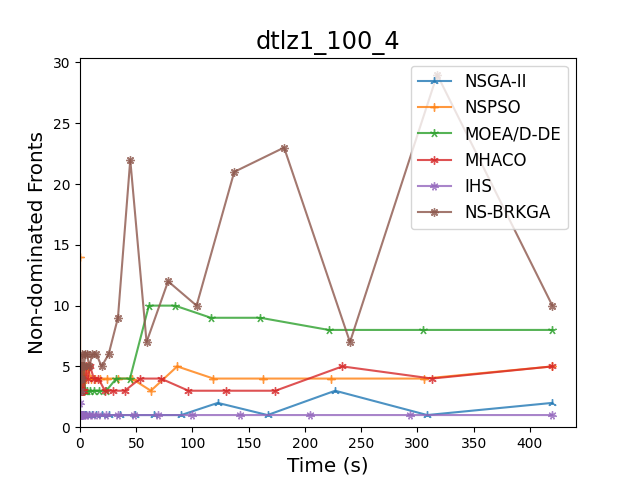 dtlz1_100_4
Non-dominated Fronts
30
25
20
15
10
5
0
0 50 100 150 200 250 300 350 400
Time (s)
NSGA-II
NSPSO
MOEA/D-DE
MHACO
IHS
NS-BRKGA